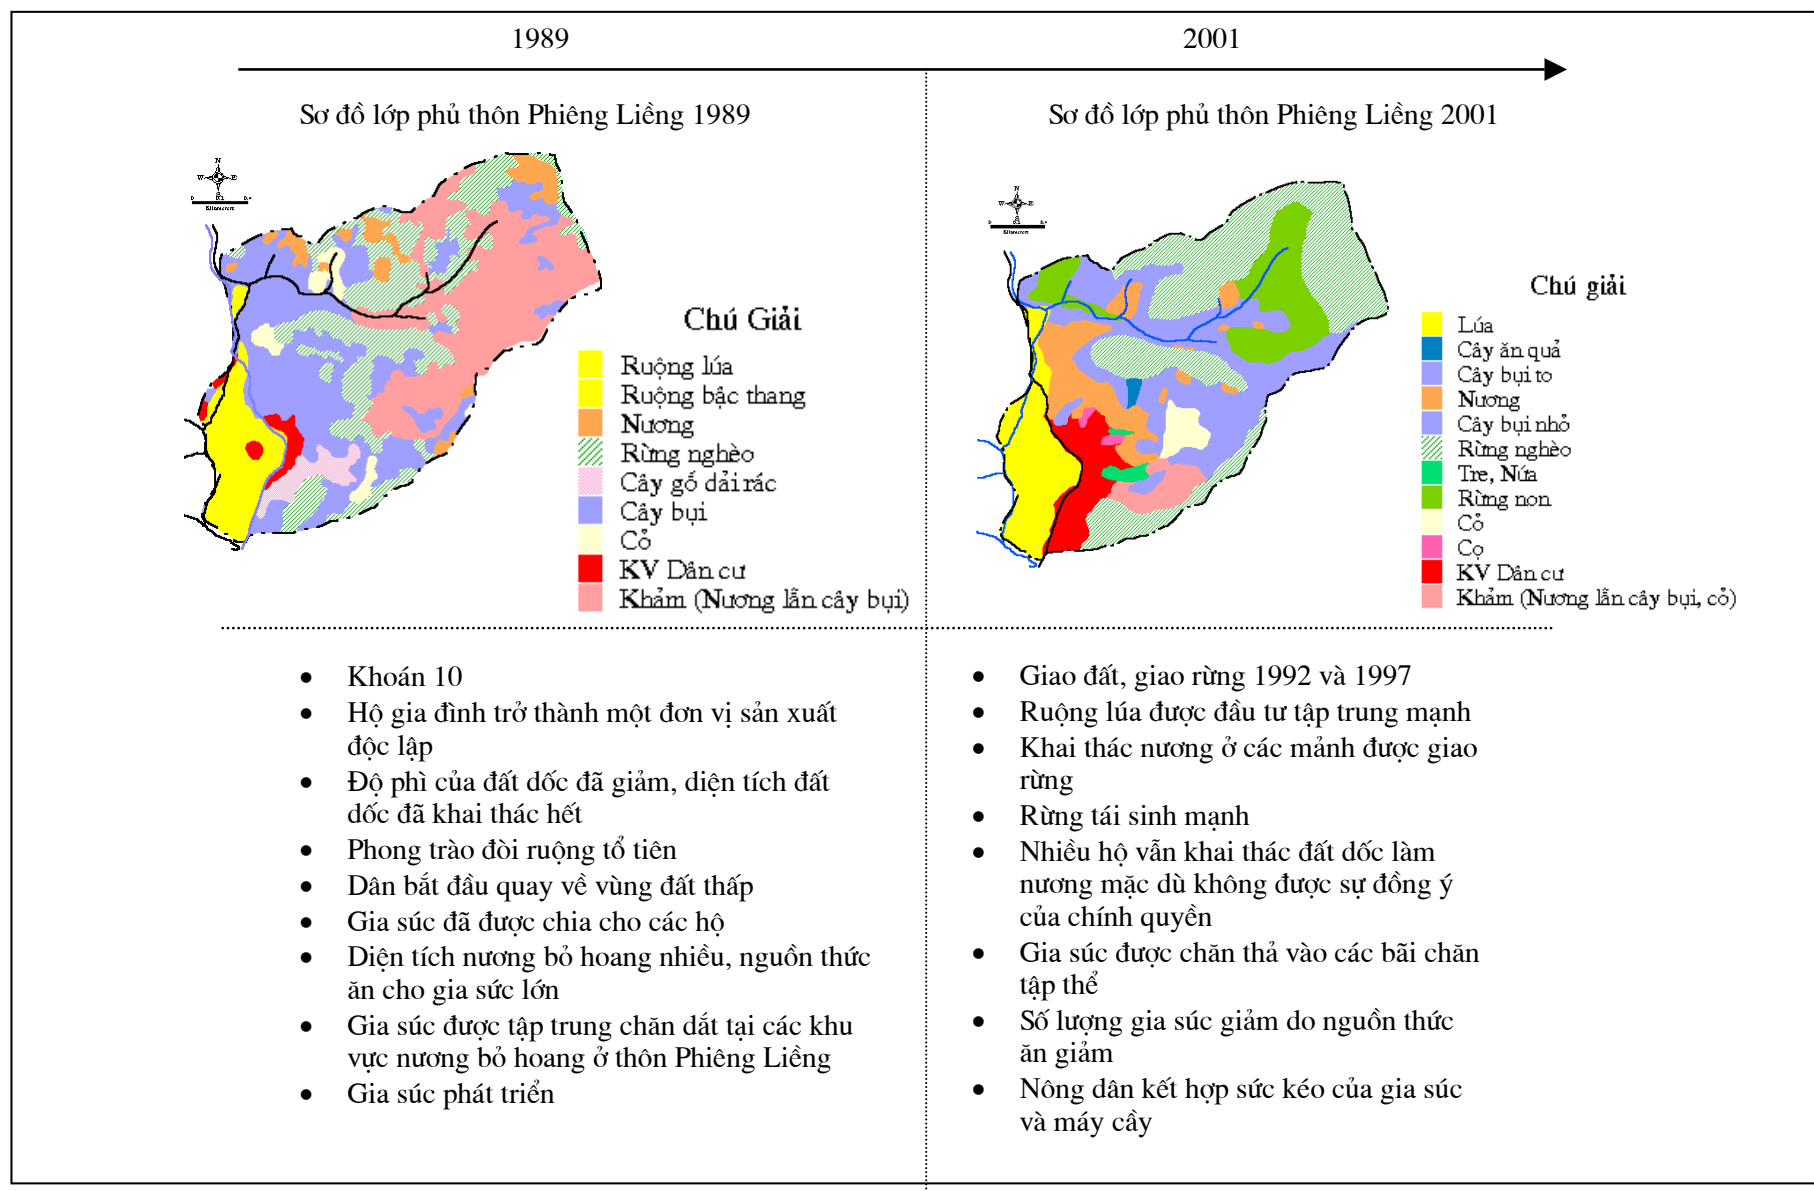 1989
2001
Sơ đồ lớp phủ thôn Phiêng Liềng 1989
Sơ đồ lớp phủ thôn Phiêng Liềng 2001
N
W
E
S
0
0.1
Kilometers
N
W
E
S
0
0.1
Kilometers
Chú Giải
Ruộng lúa
Ruộng bậc thang
Nương
Rừng nghèo
Cây gỗ dải rác
Cây bụi
Cỏ
KV Dân cư
Khảm (Nương lẫn cây bụi)
Chú giải
Lúa
Cây ăn quả
Cây bụi to
Nương
Cây bụi nhỏ
Rừng nghèo
Tre, Nứa
Rừng non
Cỏ
Cọ
KV Dân cư
Khảm (Nương lẫn cây bụi, cỏ)
• Khoán 10
• Hộ gia đình trở thành một đơn vị sản xuất
độc lập
• Độ phì của đất dốc đã giảm, diện tích đất
dốc đã khai thác hết
• Phong trào đòi ruộng tổ tiên
• Dân bắt đầu quay về vùng đất thấp
• Gia súc đã được chia cho các hộ
• Diện tích nương bỏ hoang nhiều, nguồn thức
ăn cho gia sức lớn
• Gia súc được tập trung chăn dắt tại các khu
vực nương bỏ hoang ở thôn Phiêng Liềng
• Gia súc phát triển
• Giao đất, giao rừng 1992 và 1997
• Ruộng lúa được đầu tư tập trung mạnh
• Khai thác nương ở các mảnh được giao
rừng
• Rừng tái sinh mạnh
• Nhiều hộ vẫn khai thác đất dốc làm
nương mặc dù không được sự đồng ý
của chính quyền
• Gia súc được chăn thả vào các bãi chăn
tập thể
• Số lượng gia súc giảm do nguồn thức
ăn giảm
• Nông dân kết hợp sức kéo của gia súc
và máy cầy